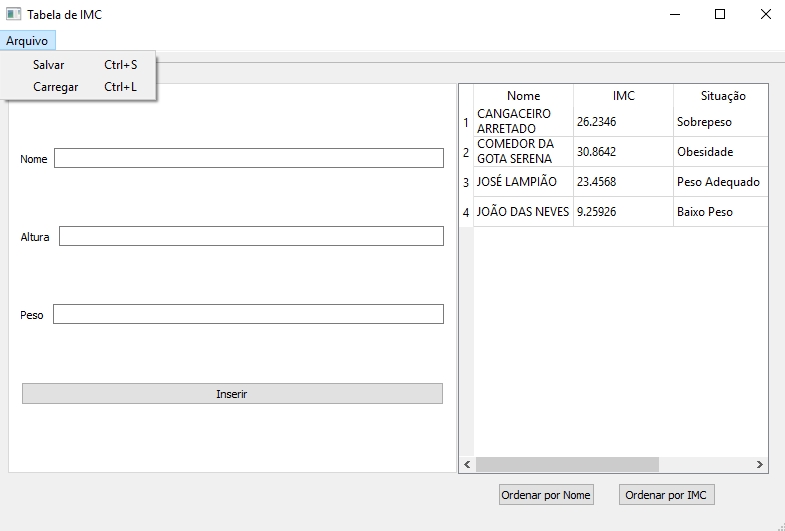 Tabela de IMC
Arquivo
Salvar Ctrl+S
Carregar Ctrl+L
Nome
Altura
Peso
Inserir
Nome IMC Situação
1 CANGACEIRO ARRETADO 26.2346 Sobrepeso
2 COMEDOR DA GOTA SERENA 30.8642 Obesidade
3 JOSÉ LAMPIÃO 23.4568 Peso Adequado
4 JOÃO DAS NEVES 9.25926 Baixo Peso
Ordenar por Nome Ordenar por IMC